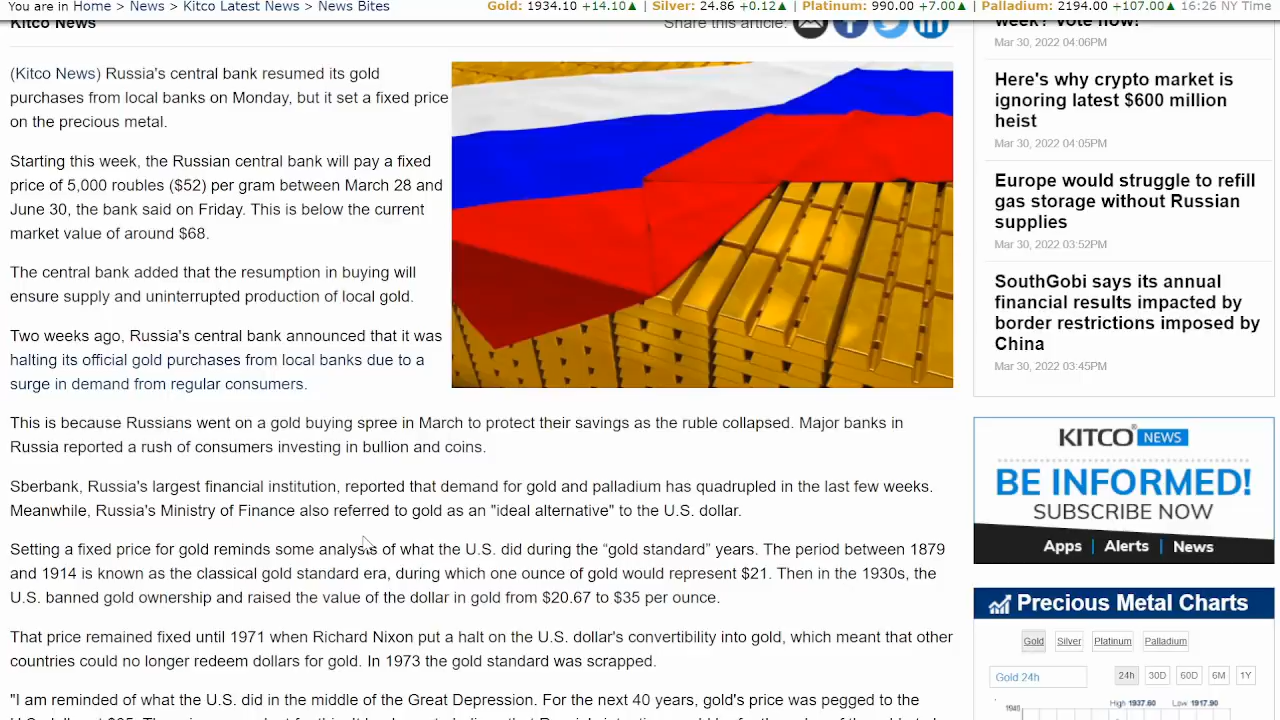 You are in Home > News > Kitco Latest News > News Bites
Gold: 1934.10 +14.10▲ | Silver: 24.86 +0.12▲ | Platinum: 990.00 +7.00▲ | Palladium: 2194.00 +107.00▲ 16:26 NY Time
Kitco News
Share this article:
(Kitco News) Russia's central bank resumed its gold
purchases from local banks on Monday, but it set a fixed price
on the precious metal.
Starting this week, the Russian central bank will pay a fixed
price of 5,000 roubles ($52) per gram between March 28 and
June 30, the bank said on Friday. This is below the current
market value of around $68.
The central bank added that the resumption in buying will
ensure supply and uninterrupted production of local gold.
Two weeks ago, Russia's central bank announced that it was
halting its official gold purchases from local banks due to a
surge in demand from regular consumers.
This is because Russians went on a gold buying spree in March to protect their savings as the ruble collapsed. Major banks in
Russia reported a rush of consumers investing in bullion and coins.
Sberbank, Russia's largest financial institution, reported that demand for gold and palladium has quadrupled in the last few weeks.
Meanwhile, Russia's Ministry of Finance also referred to gold as an "ideal alternative" to the U.S. dollar.
Setting a fixed price for gold reminds some analysts of what the U.S. did during the “gold standard” years. The period between 1879
and 1914 is known as the classical gold standard era, during which one ounce of gold would represent $21. Then in the 1930s, the
U.S. banned gold ownership and raised the value of the dollar in gold from $20.67 to $35 per ounce.
That price remained fixed until 1971 when Richard Nixon put a halt on the U.S. dollar's convertibility into gold, which meant that other
countries could no longer redeem dollars for gold. In 1973 the gold standard was scrapped.
"I am reminded of what the U.S. did in the middle of the Great Depression. For the next 40 years, gold's price was pegged to the
week? Vote now!
Mar 30, 2022 04:06PM
Here's why crypto market is
ignoring latest $600 million
heist
Mar 30, 2022 04:05PM
Europe would struggle to refill
gas storage without Russian
supplies
Mar 30, 2022 03:52PM
SouthGobi says its annual
financial results impacted by
border restrictions imposed by
China
Mar 30, 2022 03:45PM
KITCO® NEWS
BE INFORMED!
SUBSCRIBE NOW
Apps | Alerts | News
Precious Metal Charts
Gold Silver Platinum Palladium
Gold 24h
24h 30D 60D 6M 1Y
High 1937.60 Low 1917.90
1940